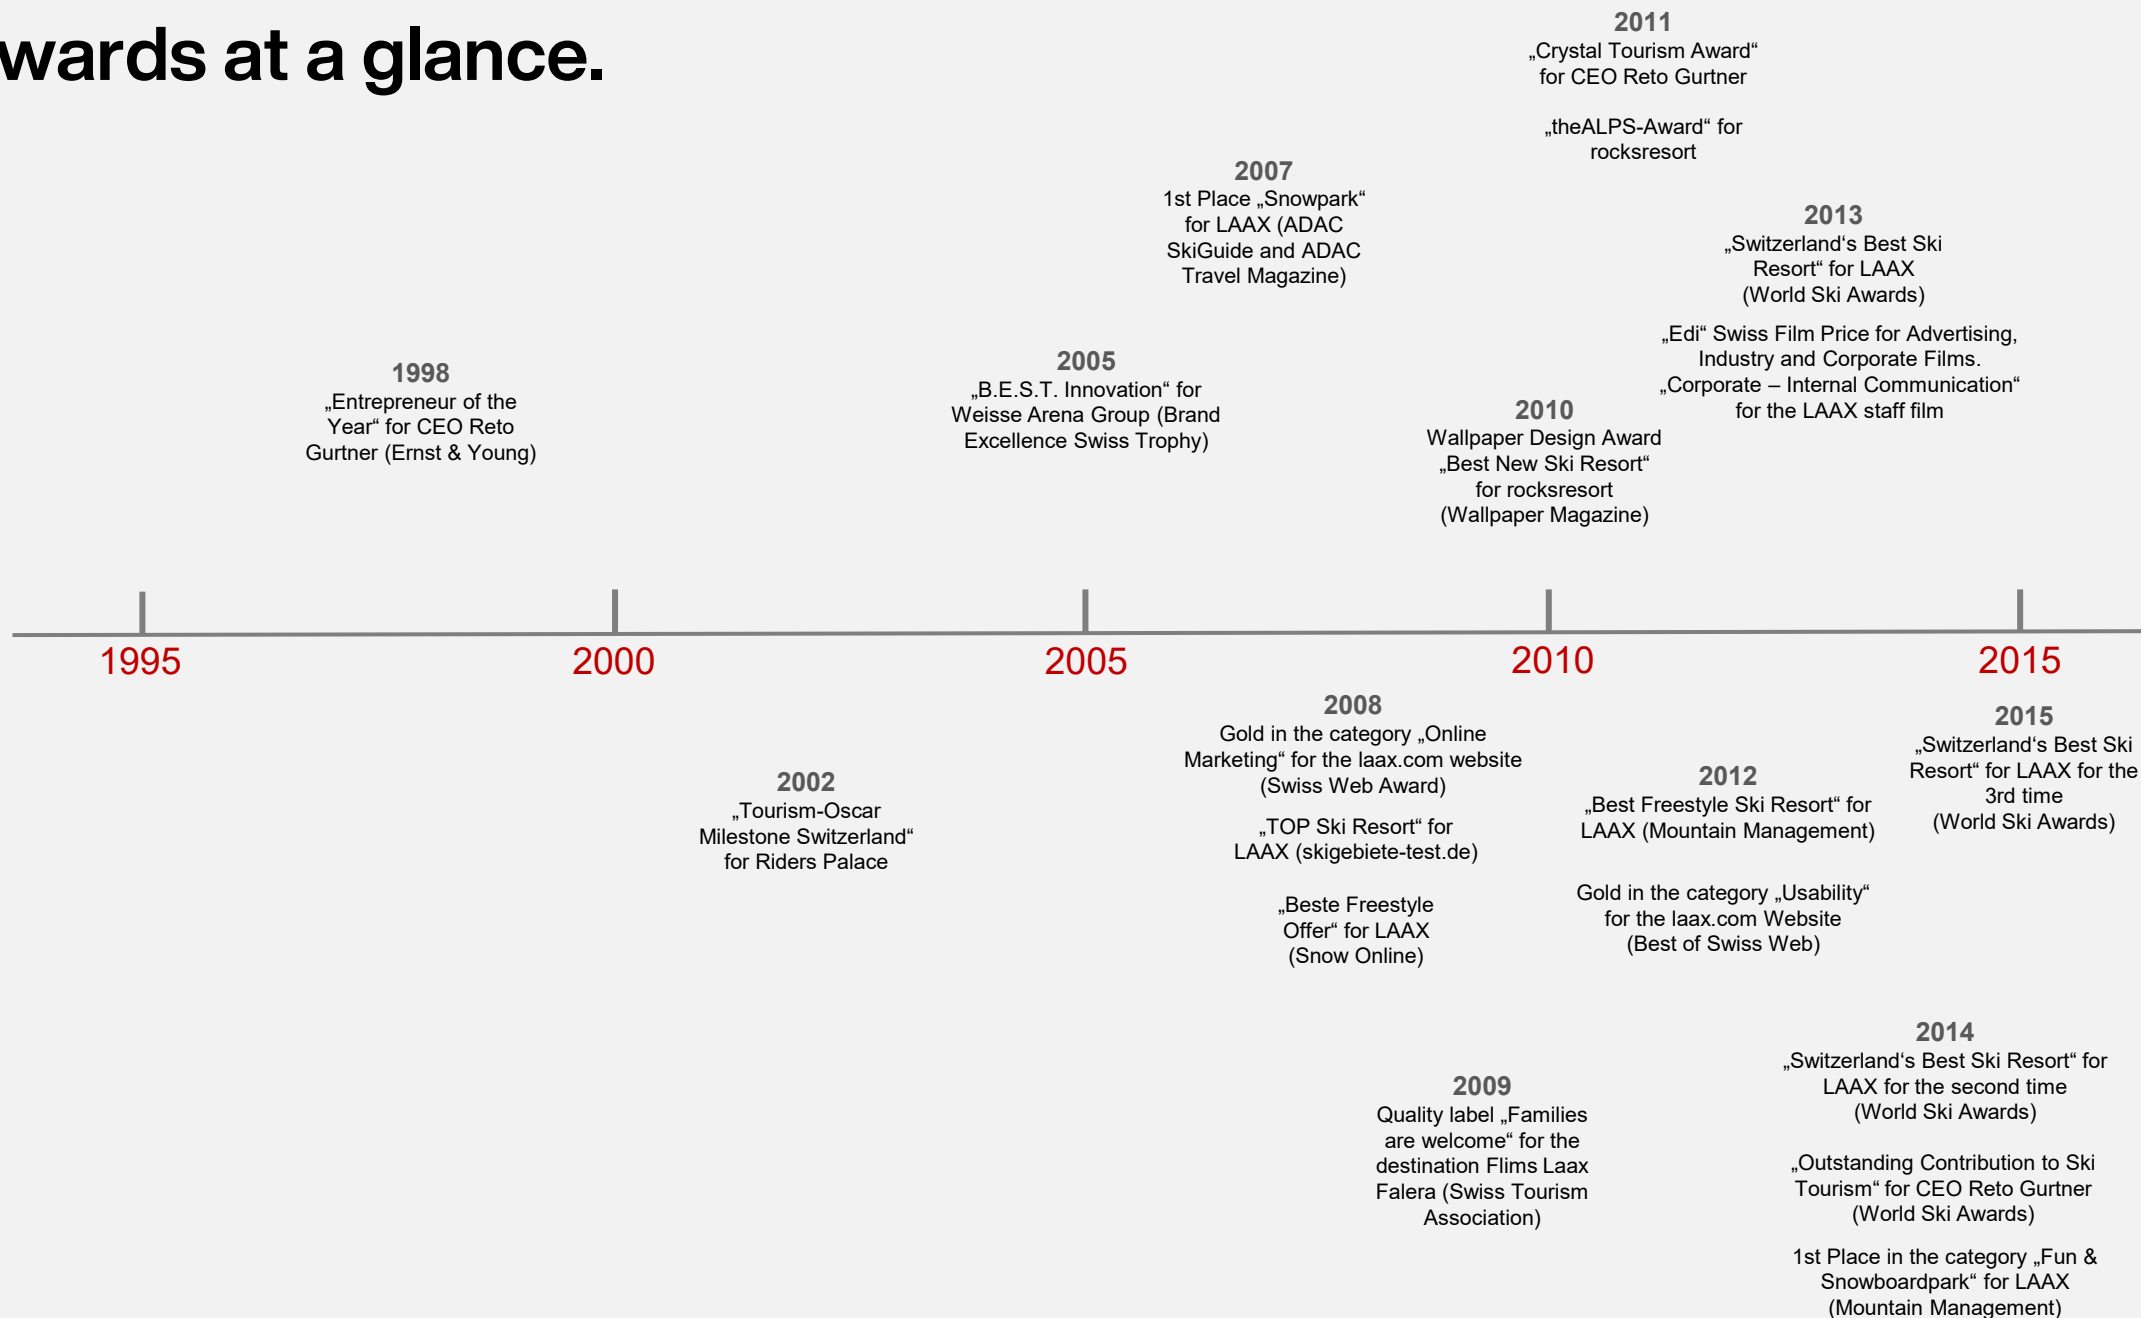 wards at a glance.
2011
„Crystal Tourism Award“
for CEO Reto Gurtner
„theALPS-Award“ for
rocksresort
2007
1st Place „Snowpark“
for LAAX (ADAC
SkiGuide and ADAC
Travel Magazine)
2013
„Switzerland‘s Best Ski
Resort“ for LAAX
(World Ski Awards)
„Edi“ Swiss Film Price for Advertising,
Industry and Corporate Films.
„Corporate – Internal Communication“
for the LAAX staff film
1998
„Entrepreneur of the
Year“ for CEO Reto
Gurtner (Ernst & Young)
2005
„B.E.S.T. Innovation“ for
Weisse Arena Group (Brand
Excellence Swiss Trophy)
2010
Wallpaper Design Award
„Best New Ski Resort“
for rocksresort
(Wallpaper Magazine)
1995
2000
2005
2010
2015
2002
„Tourism-Oscar
Milestone Switzerland“
for Riders Palace
2008
Gold in the category „Online
Marketing“ for the laax.com website
(Swiss Web Award)
„TOP Ski Resort“ for
LAAX (skigebiete-test.de)
„Beste Freestyle
Offer“ for LAAX
(Snow Online)
2012
„Best Freestyle Ski Resort“ for
LAAX (Mountain Management)
Gold in the category „Usability“
for the laax.com Website
(Best of Swiss Web)
2015
„Switzerland‘s Best Ski
Resort“ for LAAX for the
3rd time
(World Ski Awards)
2009
Quality label „Families
are welcome“ for the
destination Flims Laax
Falera (Swiss Tourism
Association)
2014
„Switzerland‘s Best Ski Resort“ for
LAAX for the second time
(World Ski Awards)
„Outstanding Contribution to Ski
Tourism“ for CEO Reto Gurtner
(World Ski Awards)
1st Place in the category „Fun &
Snowboardpark“ for LAAX
(Mountain Management)